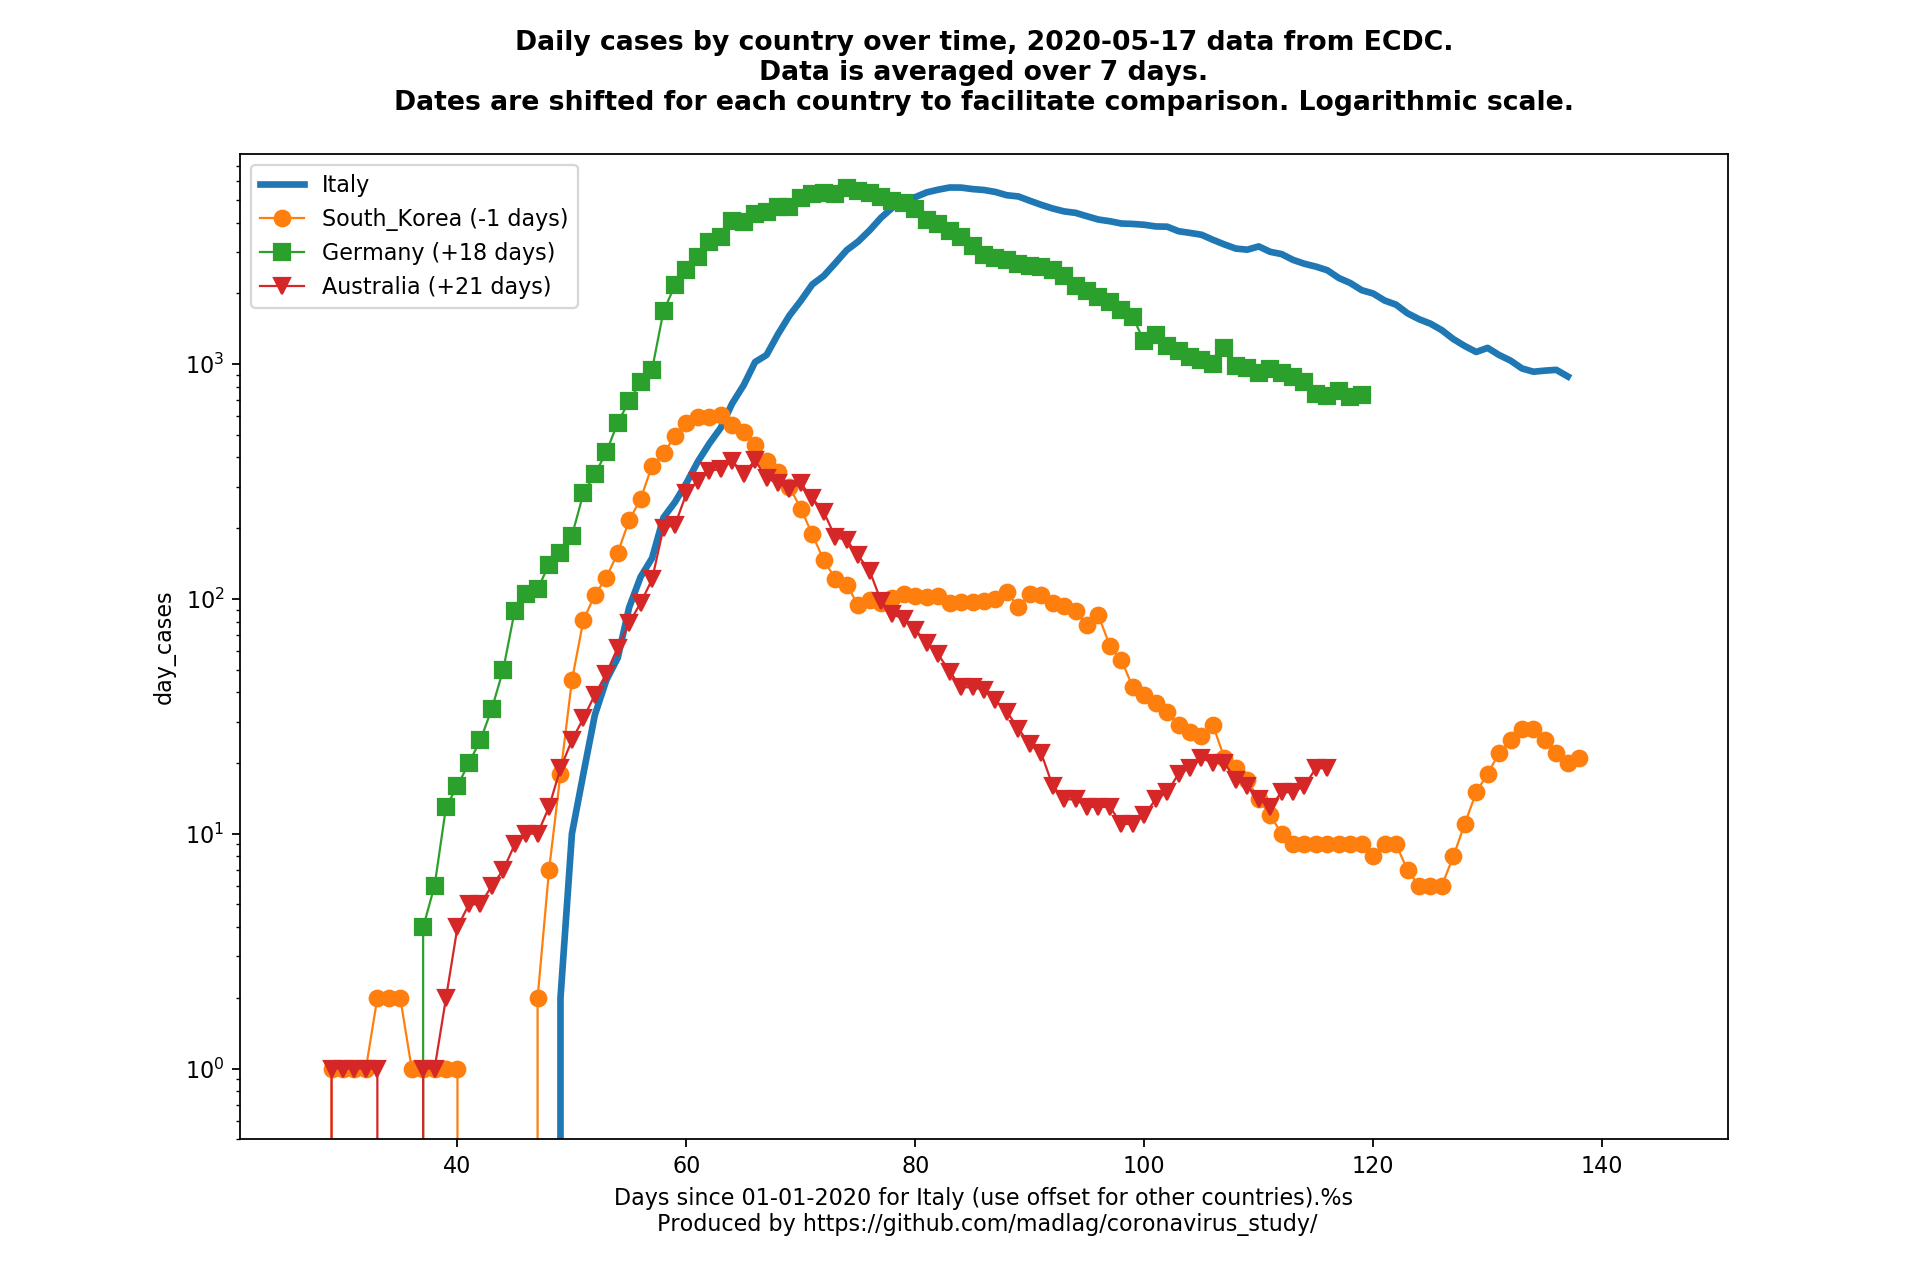 Daily cases by country over time, 2020-05-17 data from ECDC.
Data is averaged over 7 days.
Dates are shifted for each country to facilitate comparison. Logarithmic scale.
Italy
South_Korea (-1 days)
Germany (+18 days)
Australia (+21 days)
day_cases
10³
10²
10¹
10⁰
40 60 80 100 120 140
Days since 01-01-2020 for Italy (use offset for other countries).%s
Produced by https://github.com/madlag/coronavirus_study/